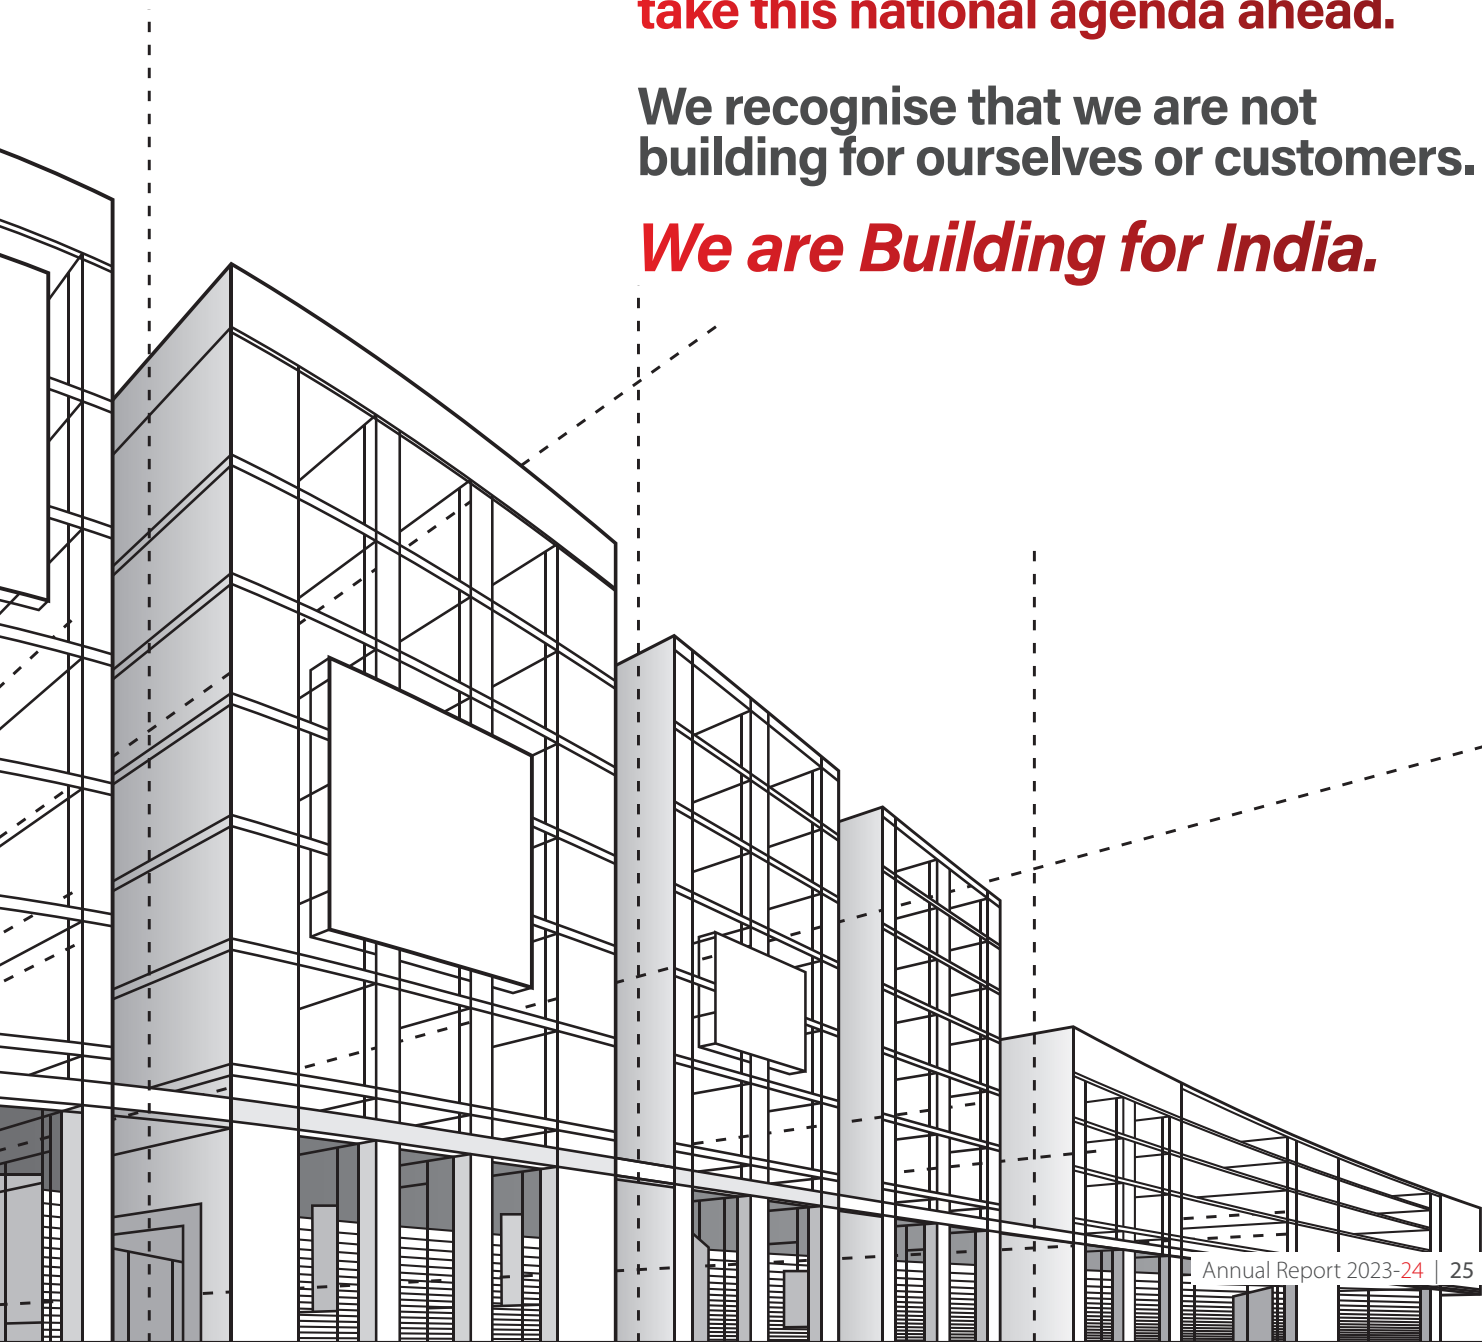 take this national agenda ahead.
We recognise that we are not
building for ourselves or customers.
We are Building for India.
Annual Report 2023-24 | 25